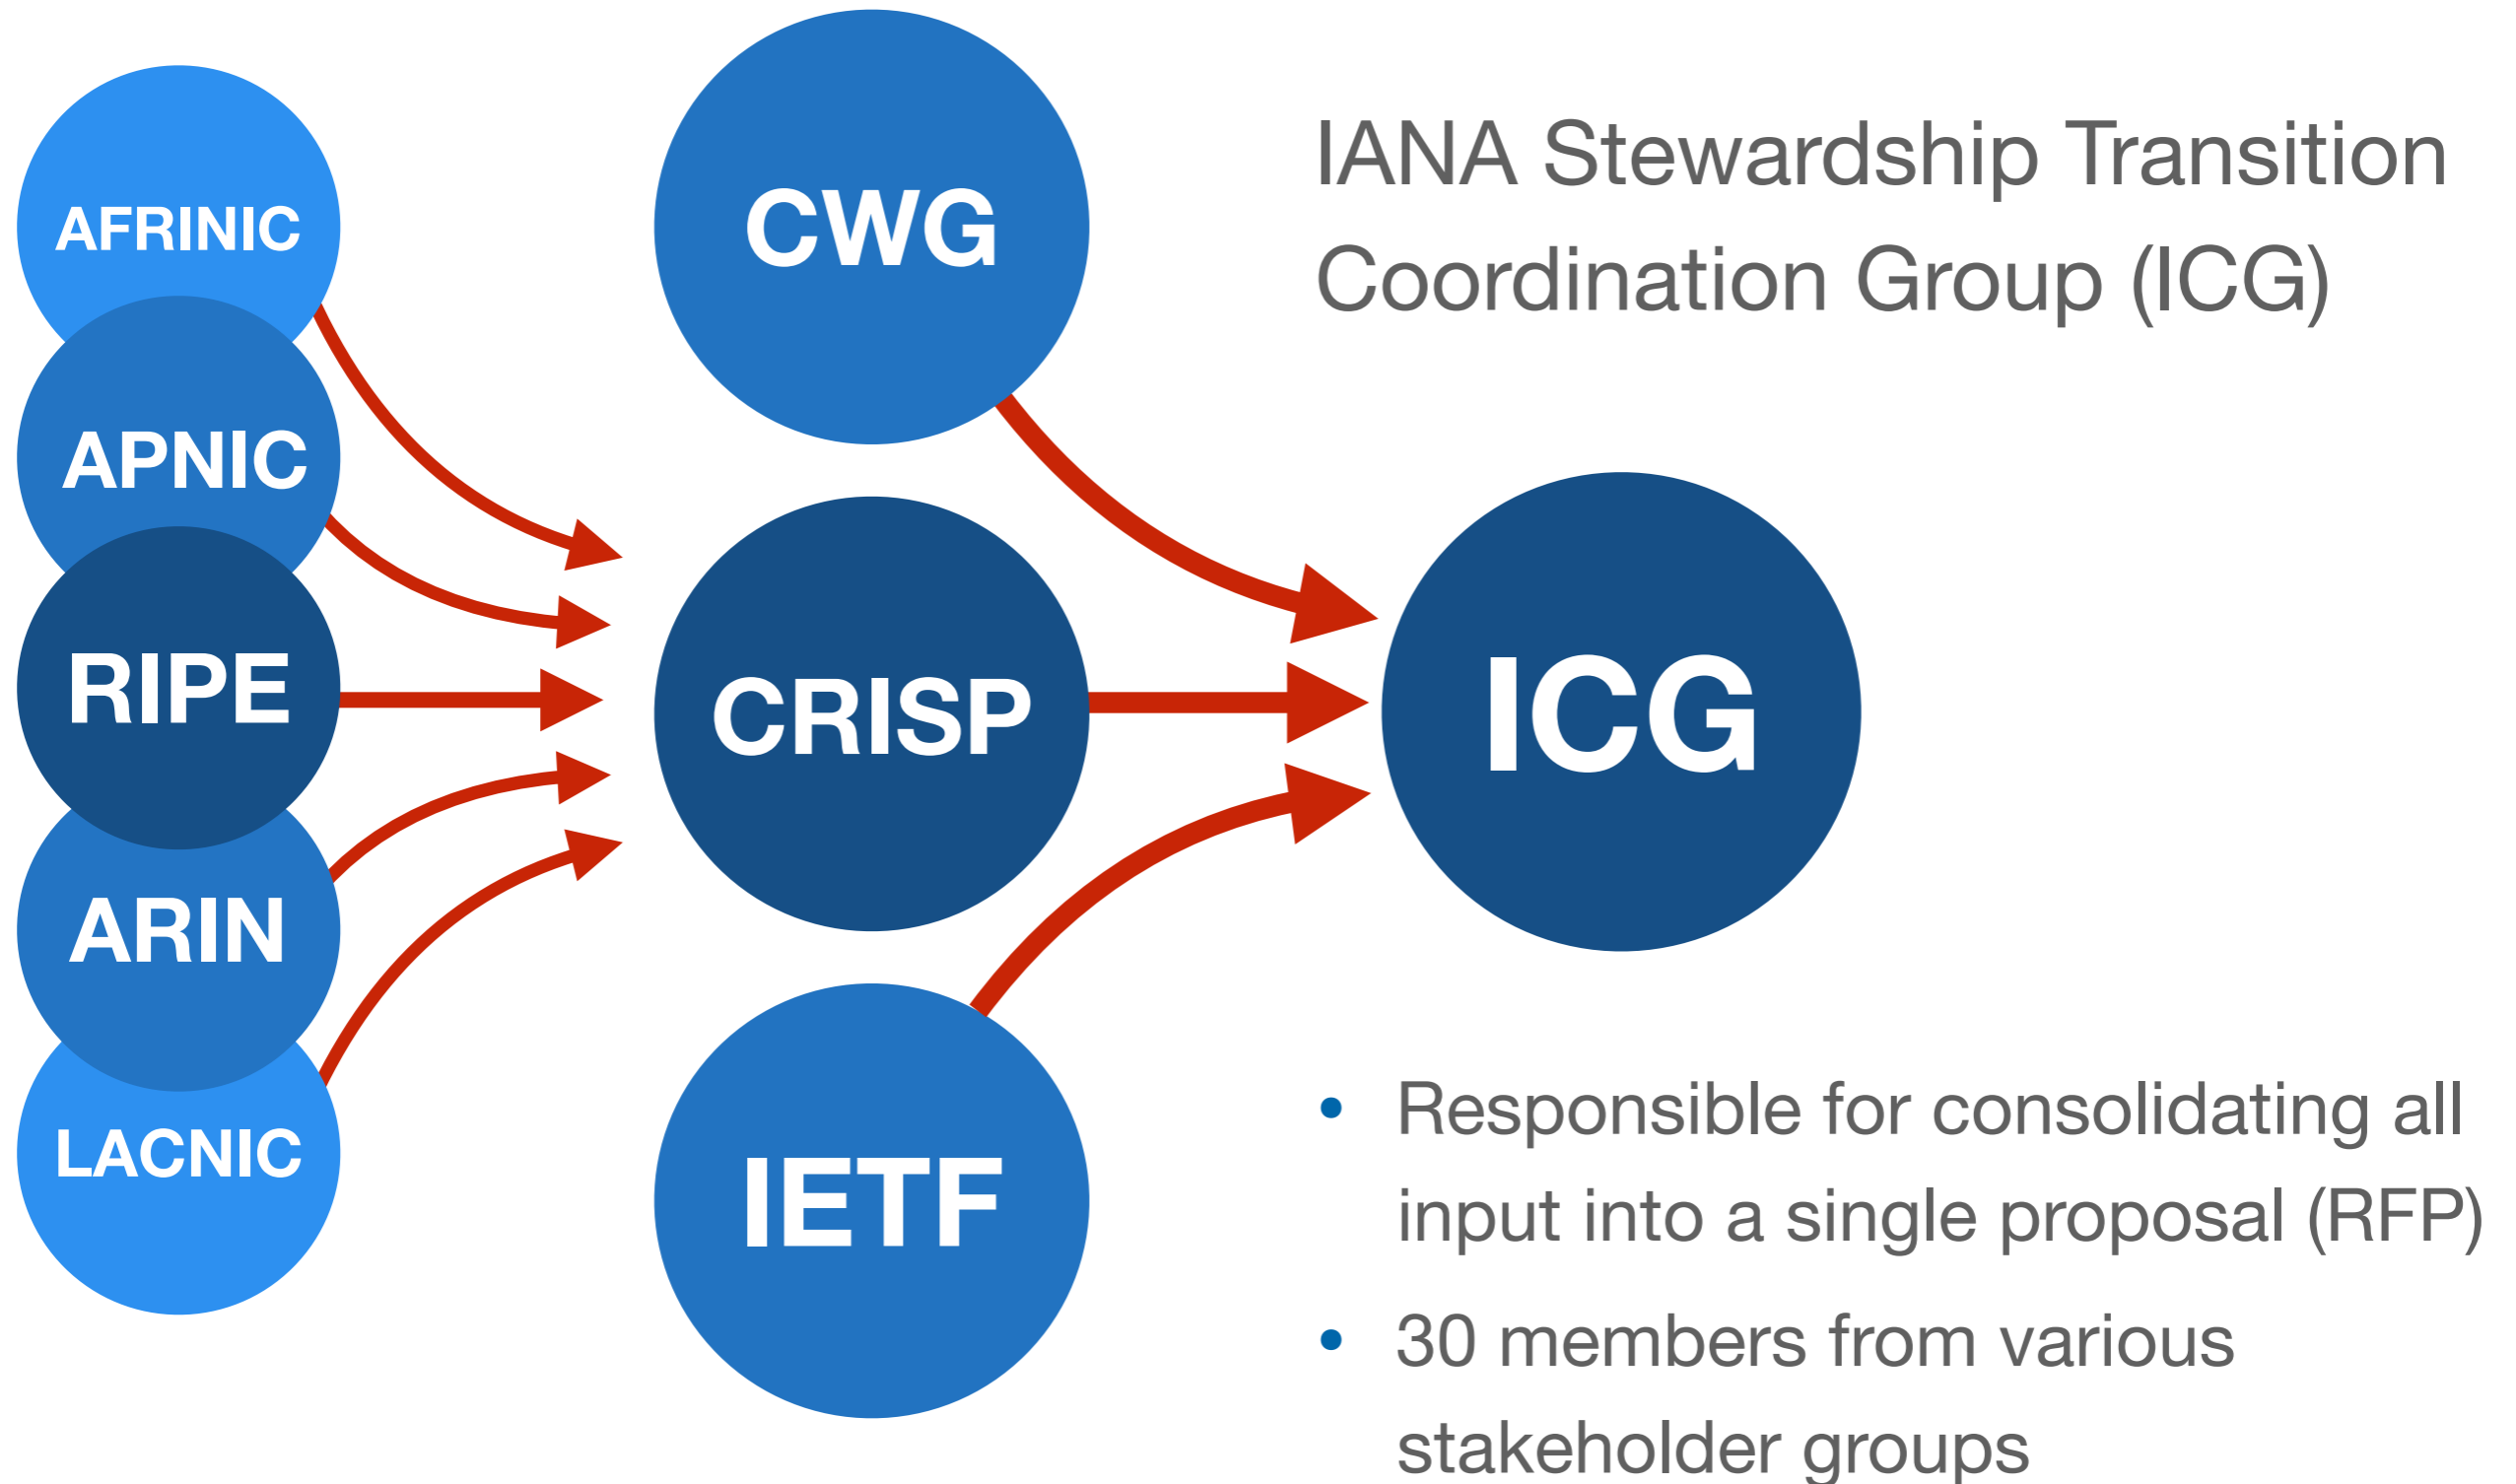 AFRINIC
APNIC
RIPE
ARIN
LACNIC
CWG
CRISP
IETF
IANA Stewardship Transition
Coordination Group (ICG)
ICG
• Responsible for consolidating all
input into a single proposal (RFP)
• 30 members from various
stakeholder groups